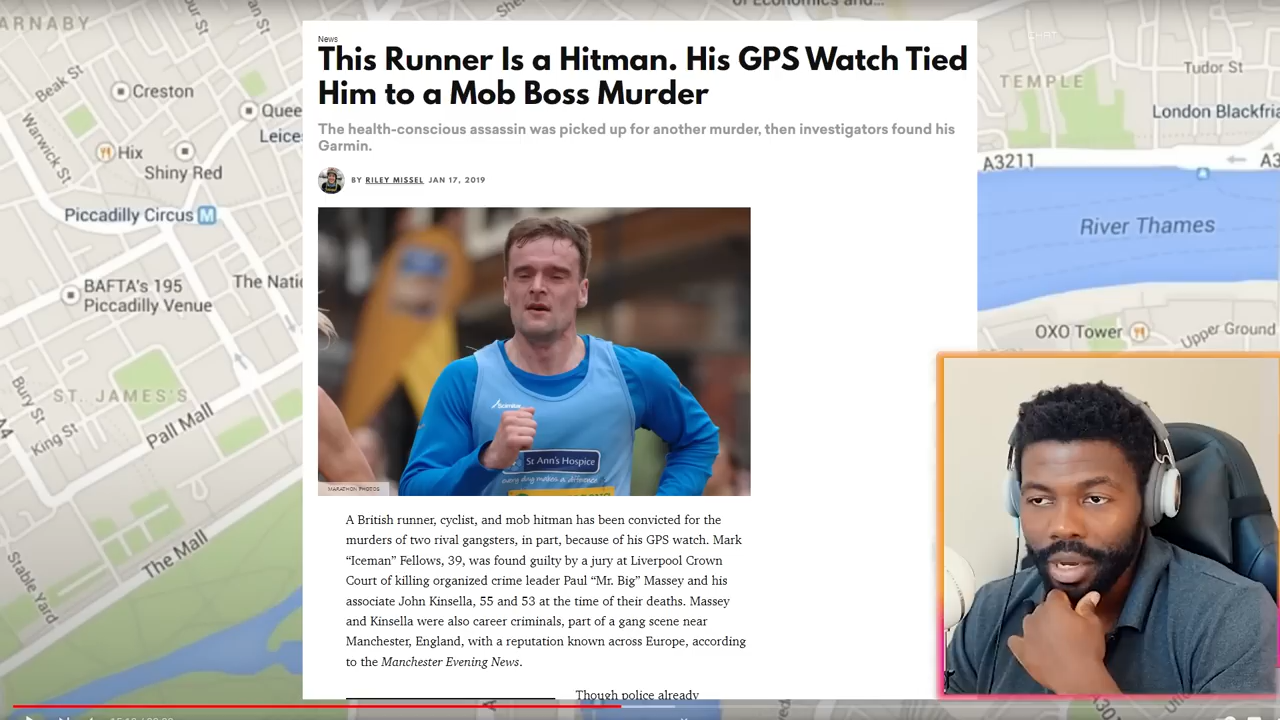 News
This Runner Is a Hitman. His GPS Watch Tied
Him to a Mob Boss Murder
The health-conscious assassin was picked up for another murder, then investigators found his
Garmin.
BY RILEY MISSEL JAN 17, 2019
St Ann's Hospice
every day makes a difference
MARATHON PHOTOS
A British runner, cyclist, and mob hitman has been convicted for the
murders of two rival gangsters, in part, because of his GPS watch. Mark
“Iceman” Fellows, 39, was found guilty by a jury at Liverpool Crown
Court of killing organized crime leader Paul “Mr. Big” Massey and his
associate John Kinsella, 55 and 53 at the time of their deaths. Massey
and Kinsella were also career criminals, part of a gang scene near
Manchester, England, with a reputation known across Europe, according
to the Manchester Evening News.
Though police already
ARNABY
Beak St
Creston
Warwick St
Hix
Shiny Red
Piccadilly Circus M
BAFTA's 195
Piccadilly Venue
ST. JAMES'S
Bury St
King St
A4
Pall Mall
The Mall
Stable Yard
CHAT
TEMPLE
Tudor St
London Blackfria
A3211
A3
River Thames
OXO Tower
Upper Ground